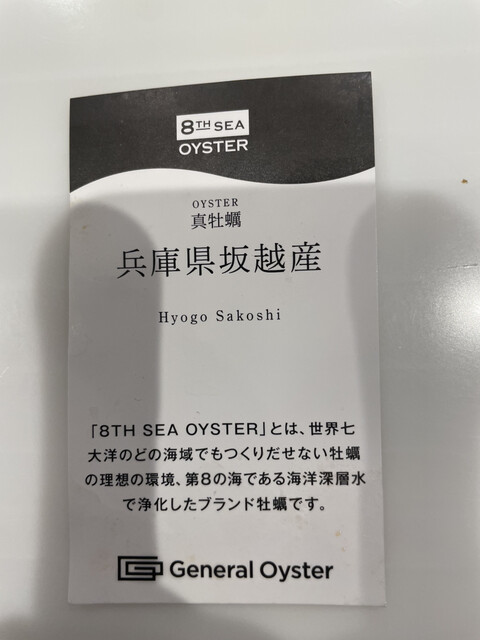 8TH SEA
OYSTER
OYSTER
真牡蠣
兵庫県坂越産
Hyogo Sakoshi
「8TH SEA OYSTER」とは、世界七
大洋のどの海域でもつくりだせない牡蠣
の理想の環境、第8の海である海洋深層水
で浄化したブランド牡蠣です。
General Oyster